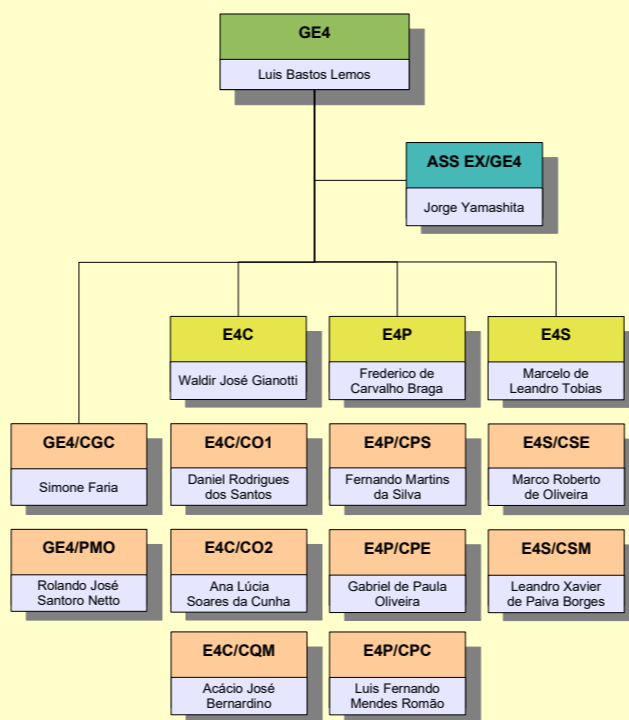 GE4
Luis Bastos Lemos
ASS EX/GE4
Jorge Yamashita
E4C
Waldir José Gianotti
E4P
Frederico de
Carvalho Braga
E4S
Marcelo de
Leandro Tobias
GE4/CGC
Simone Faria
E4C/CO1
Daniel Rodrigues
dos Santos
E4P/CPS
Fernando Martins
da Silva
E4S/CSE
Marco Roberto
de Oliveira
GE4/PMO
Rolando José
Santoro Netto
E4C/CO2
Ana Lúcia
Soares da Cunha
E4P/CPE
Gabriel de Paula
Oliveira
E4S/CSM
Leandro Xavier
de Paiva Borges
E4C/CQM
Acácio José
Bernardino
E4P/CPC
Luis Fernando
Mendes Romão